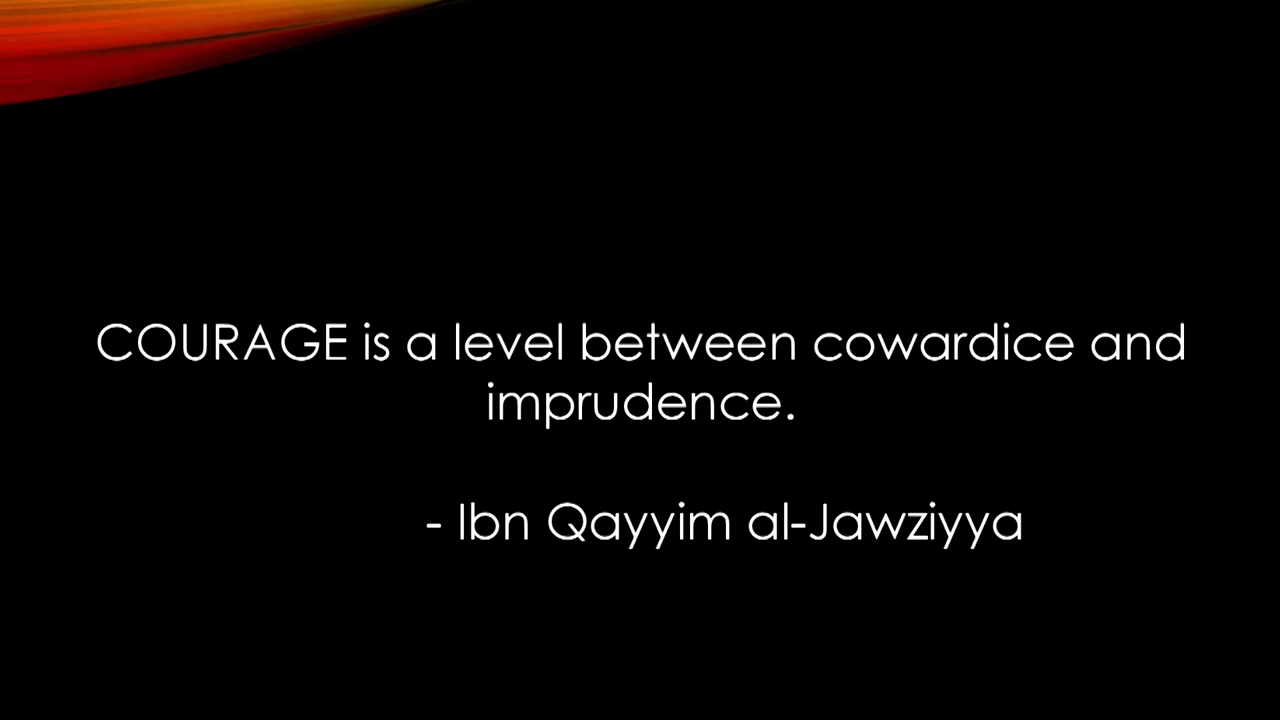 COURAGE is a level between cowardice and
imprudence.
- Ibn Qayyim al-Jawziyya